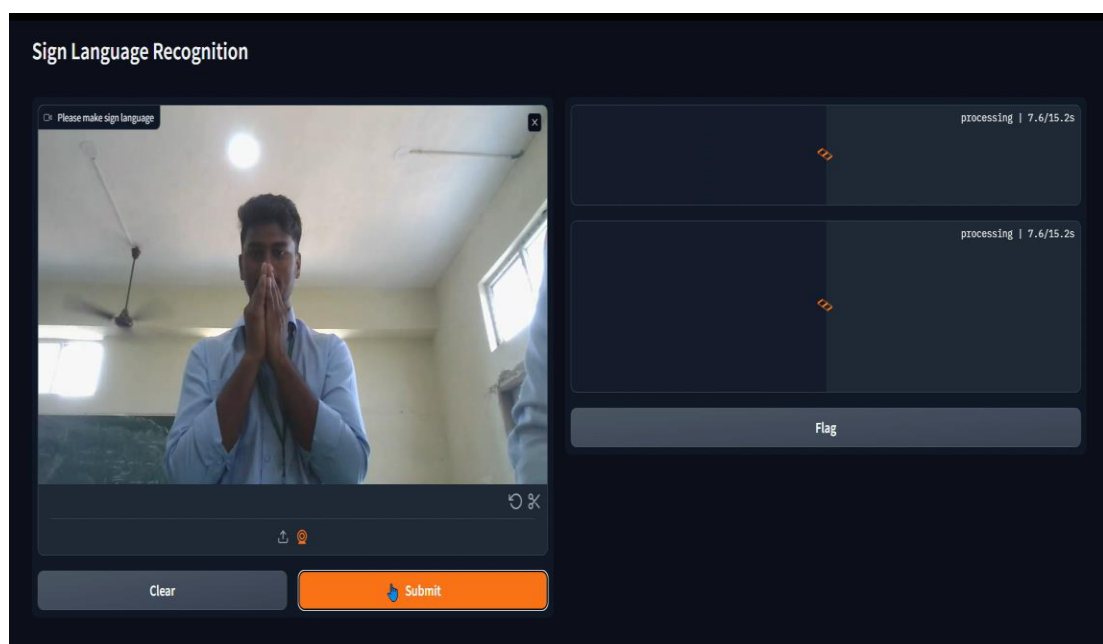 Sign Language Recognition
Please make sign language
processing | 7.6/15.2s
processing | 7.6/15.2s
Flag
Clear
Submit